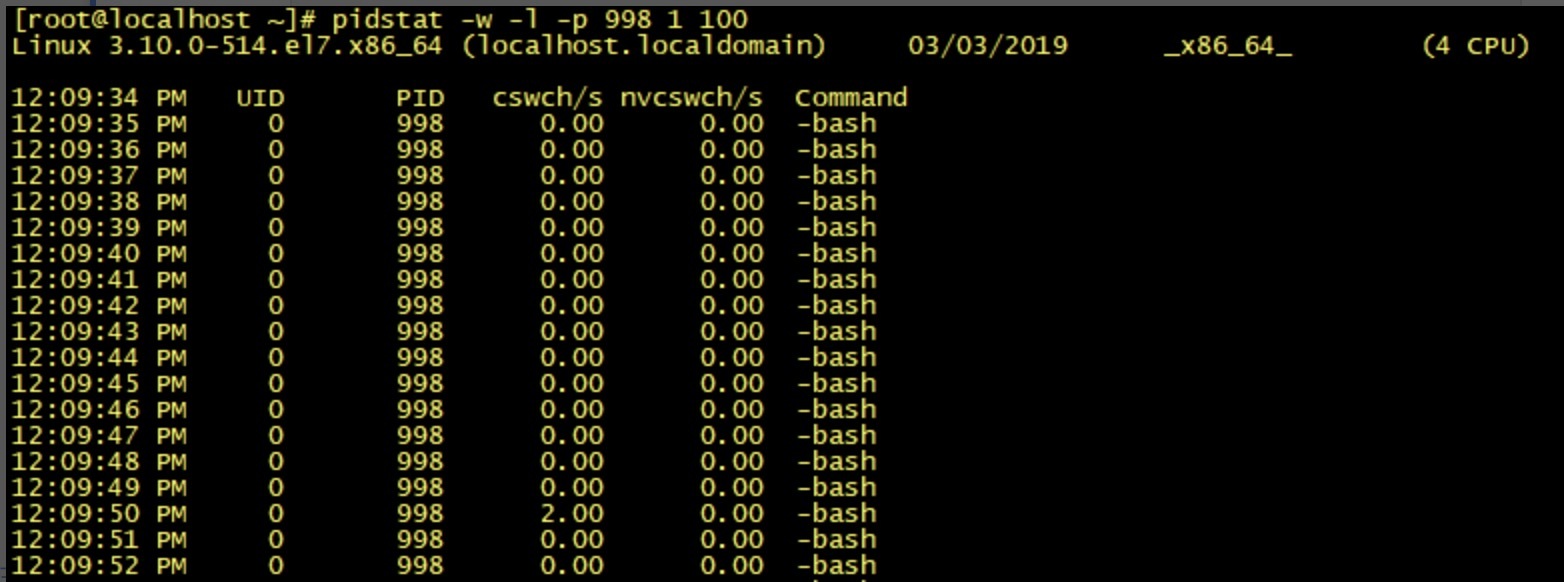 [root@localhost ~]# pidstat -w -l -p 998 1 100
Linux 3.10.0-514.el7.x86_64 (localhost.localdomain) 03/03/2019 _x86_64_ (4 CPU)
12:09:34 PM UID PID cswch/s nvcswch/s Command
12:09:35 PM 0 998 0.00 0.00 -bash
12:09:36 PM 0 998 0.00 0.00 -bash
12:09:37 PM 0 998 0.00 0.00 -bash
12:09:38 PM 0 998 0.00 0.00 -bash
12:09:39 PM 0 998 0.00 0.00 -bash
12:09:40 PM 0 998 0.00 0.00 -bash
12:09:41 PM 0 998 0.00 0.00 -bash
12:09:42 PM 0 998 0.00 0.00 -bash
12:09:43 PM 0 998 0.00 0.00 -bash
12:09:44 PM 0 998 0.00 0.00 -bash
12:09:45 PM 0 998 0.00 0.00 -bash
12:09:46 PM 0 998 0.00 0.00 -bash
12:09:47 PM 0 998 0.00 0.00 -bash
12:09:48 PM 0 998 0.00 0.00 -bash
12:09:49 PM 0 998 0.00 0.00 -bash
12:09:50 PM 0 998 2.00 0.00 -bash
12:09:51 PM 0 998 0.00 0.00 -bash
12:09:52 PM 0 998 0.00 0.00 -bash